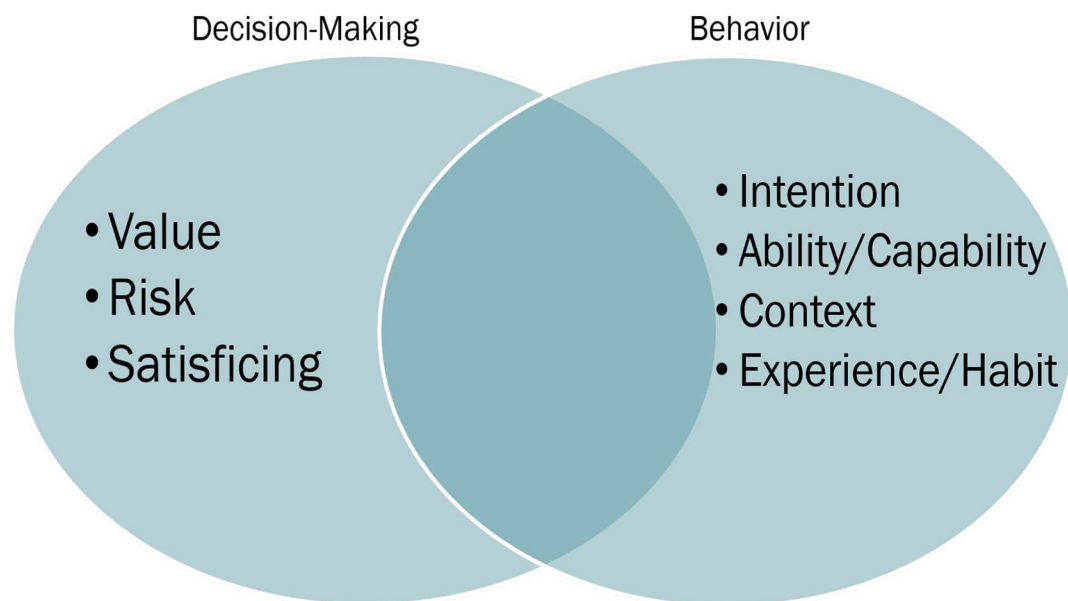 Decision-Making
Behavior
• Value
• Risk
• Satisficing
• Intention
• Ability/Capability
• Context
• Experience/Habit